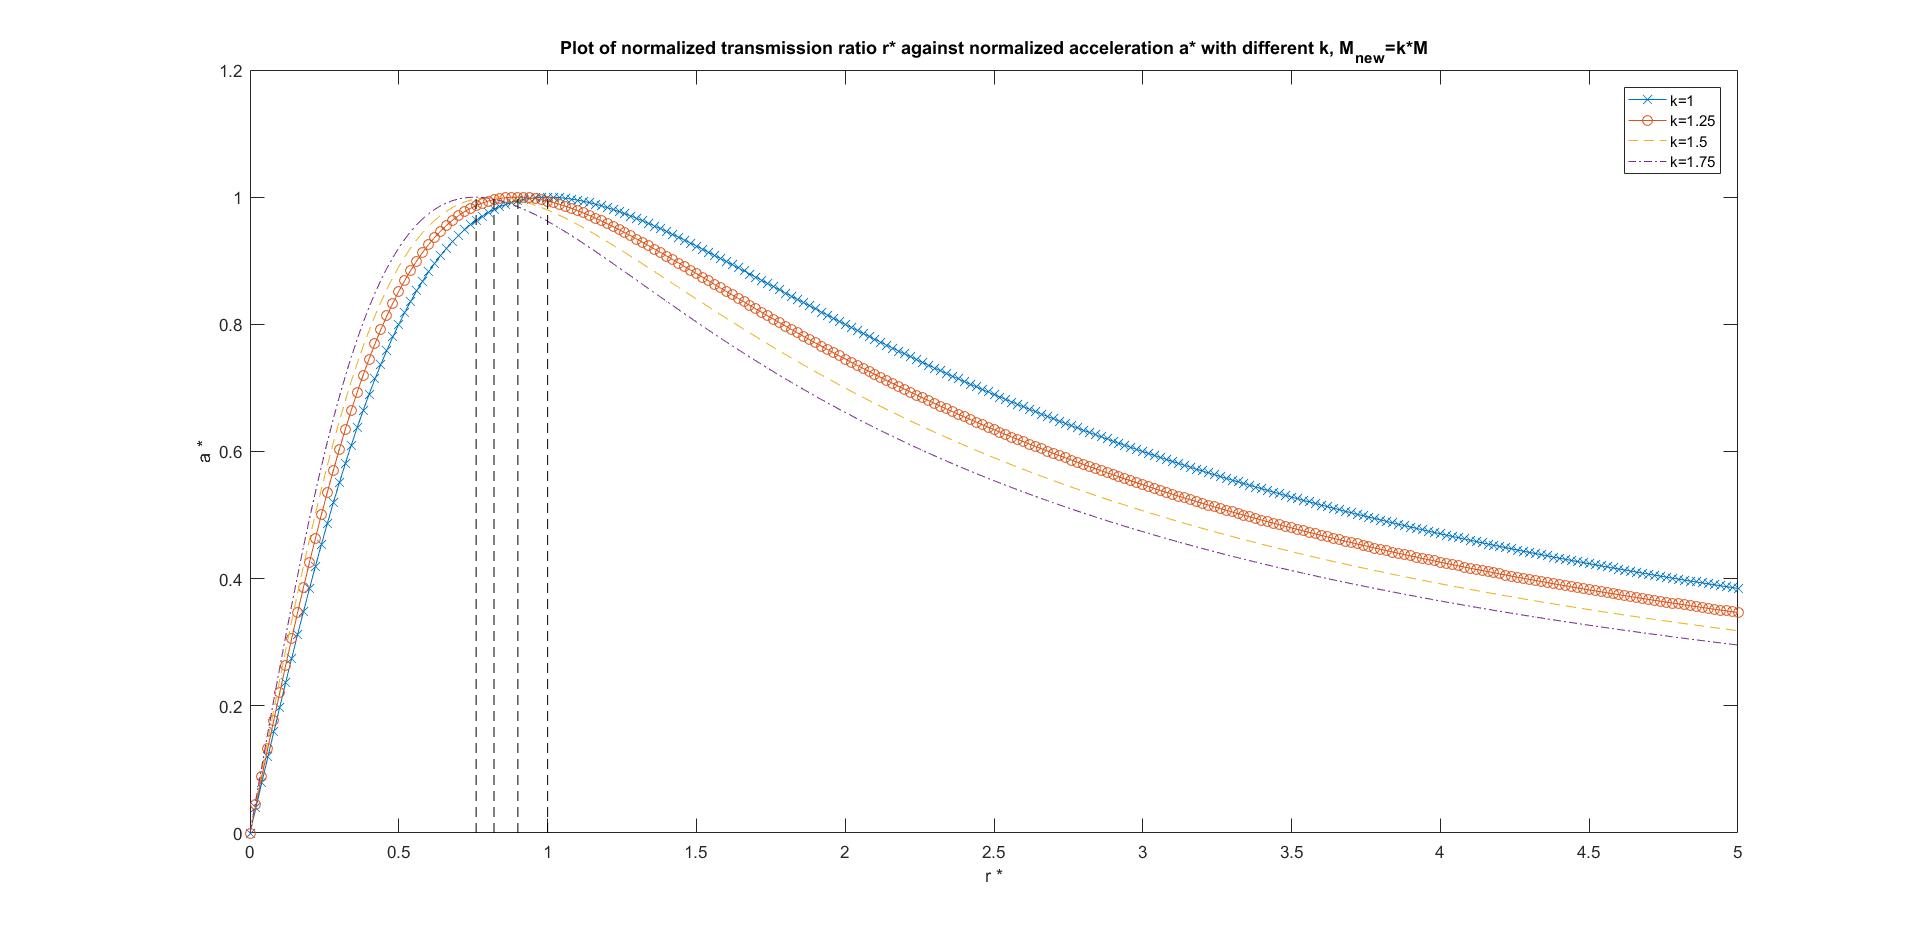 Plot of normalized transmission ratio r* against normalized acceleration a* with different k, M_new=k*M
1.2
1
0.8
0.6
0.4
0.2
0
a *
k=1
k=1.25
k=1.5
k=1.75
0 0.5 1 1.5 2 2.5 3 3.5 4 4.5 5
r *